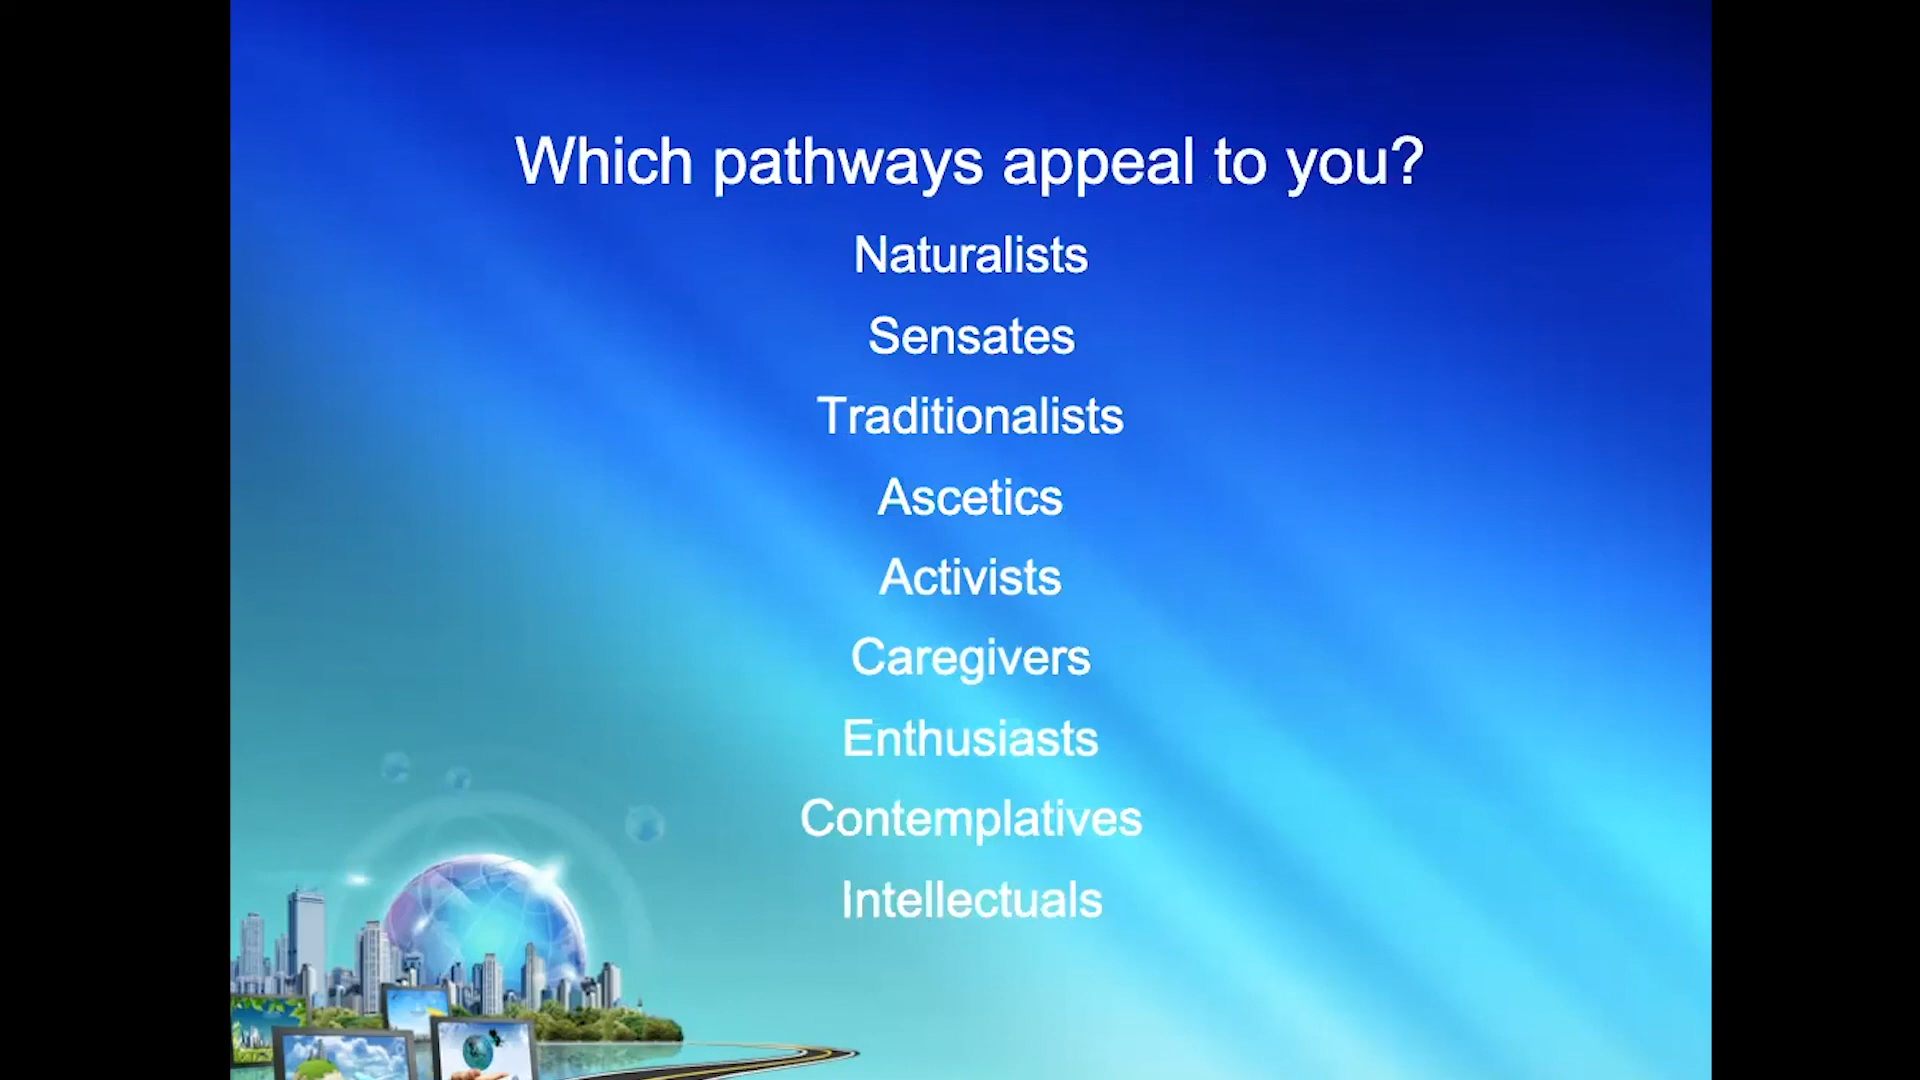 Which pathways appeal to you?
Naturalists
Sensates
Traditionalists
Ascetics
Activists
Caregivers
Enthusiasts
Contemplatives
Intellectuals